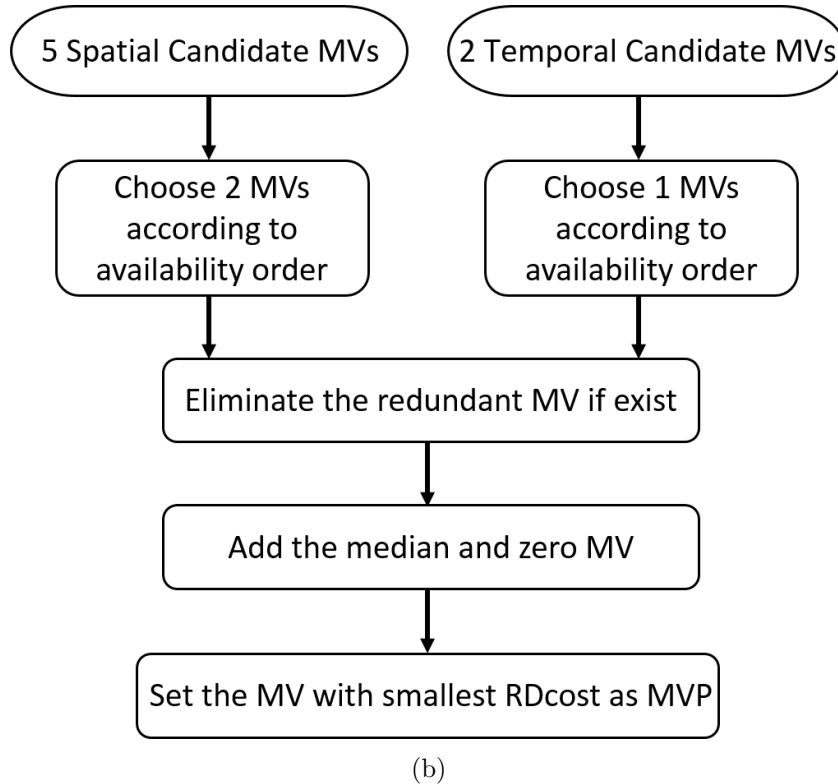 5 Spatial Candidate MVs
2 Temporal Candidate MVs
Choose 2 MVs
according to
availability order
Choose 1 MVs
according to
availability order
Eliminate the redundant MV if exist
Add the median and zero MV
Set the MV with smallest RDcost as MVP
(b)